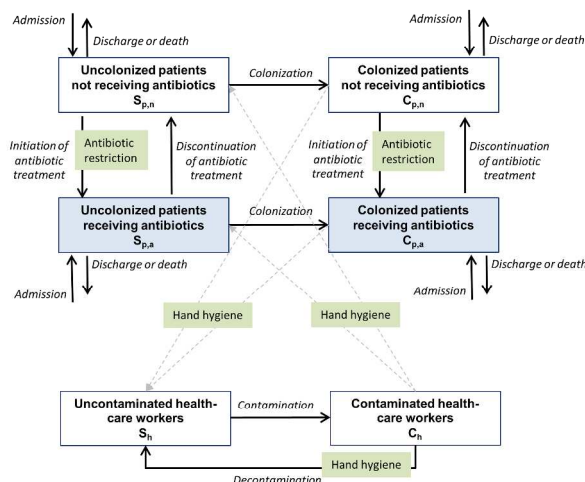 Admission
Discharge or death
Admission
Discharge or death
Uncolonized patients
not receiving antibiotics
Sp,n
Colonization
Colonized patients
not receiving antibiotics
Cp,n
Initiation of
antibiotic
treatment
Antibiotic
restriction
Discontinuation
of antibiotic
treatment
Initiation of
antibiotic
treatment
Antibiotic
restriction
Discontinuation
of antibiotic
treatment
Uncolonized patients
receiving antibiotics
Sp,a
Colonization
Colonized patients
receiving antibiotics
Cp,a
Discharge or death
Admission
Discharge or death
Admission
Hand hygiene
Hand hygiene
Uncontaminated health-
care workers
Sh
Contamination
Contaminated health-
care workers
Ch
Hand hygiene
Decontamination